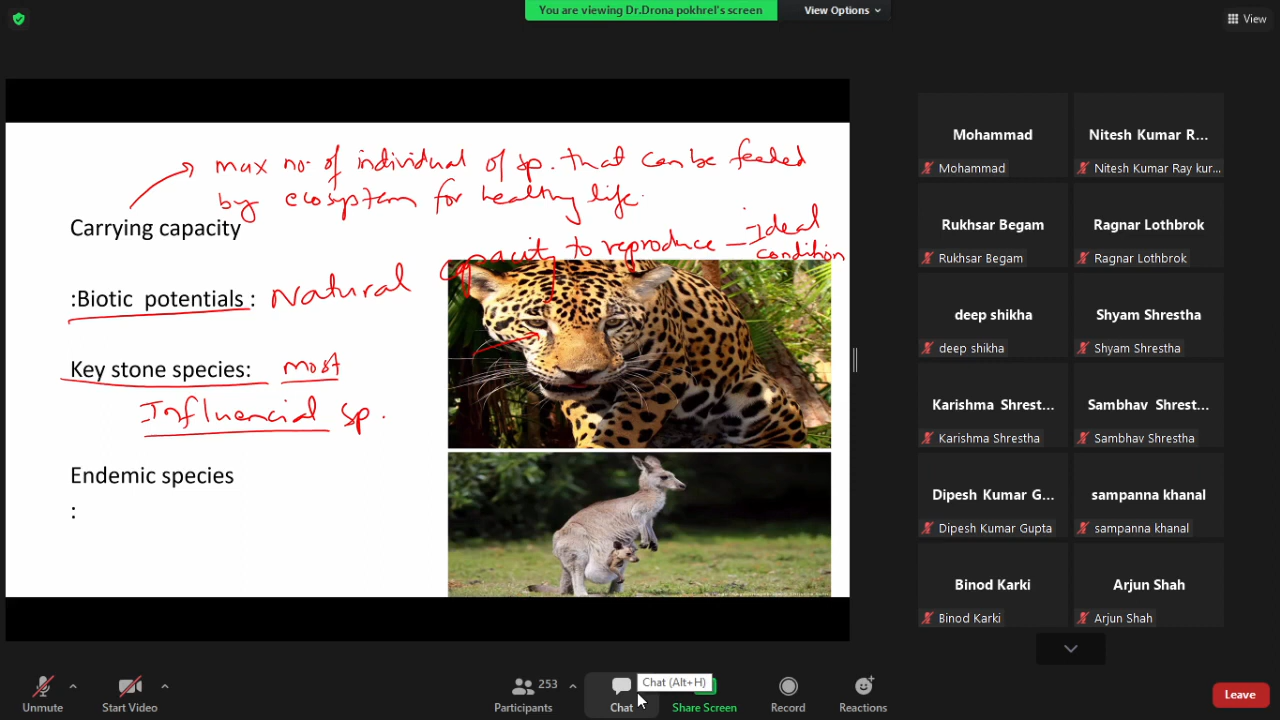 You are viewing Dr.Drona pokhrel's screen
View Options
View
max no. of individual of sp. that can be feeded
by ecosystem for healthy life.
Carrying capacity
:Biotic potentials : Natural capacity to reproduce - Ideal
condition
Key stone species: most
Influencial sp.
Endemic species
:
Mohammad
Mohammad
Nitesh Kumar R...
Nitesh Kumar Ray kur...
Rukhsar Begam
Rukhsar Begam
Ragnar Lothbrok
Ragnar Lothbrok
deep shikha
deep shikha
Shyam Shrestha
Shyam Shrestha
Karishma Shrest...
Karishma Shrestha
Sambhav Shrest...
Sambhav Shrestha
Dipesh Kumar G...
Dipesh Kumar Gupta
sampanna khanal
sampanna khanal
Binod Karki
Binod Karki
Arjun Shah
Arjun Shah
Unmute
Start Video
253
Participants
Chat
Chat (Alt+H)
Share Screen
Record
Reactions
Leave